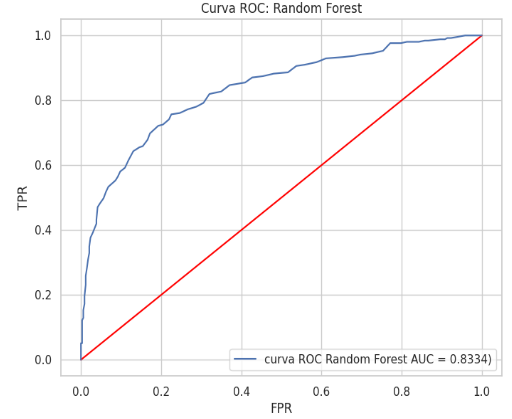 Curva ROC: Random Forest
1.0
0.8
0.6
0.4
0.2
0.0
TPR
0.0 0.2 0.4 0.6 0.8 1.0
FPR
curva ROC Random Forest AUC = 0.8334)